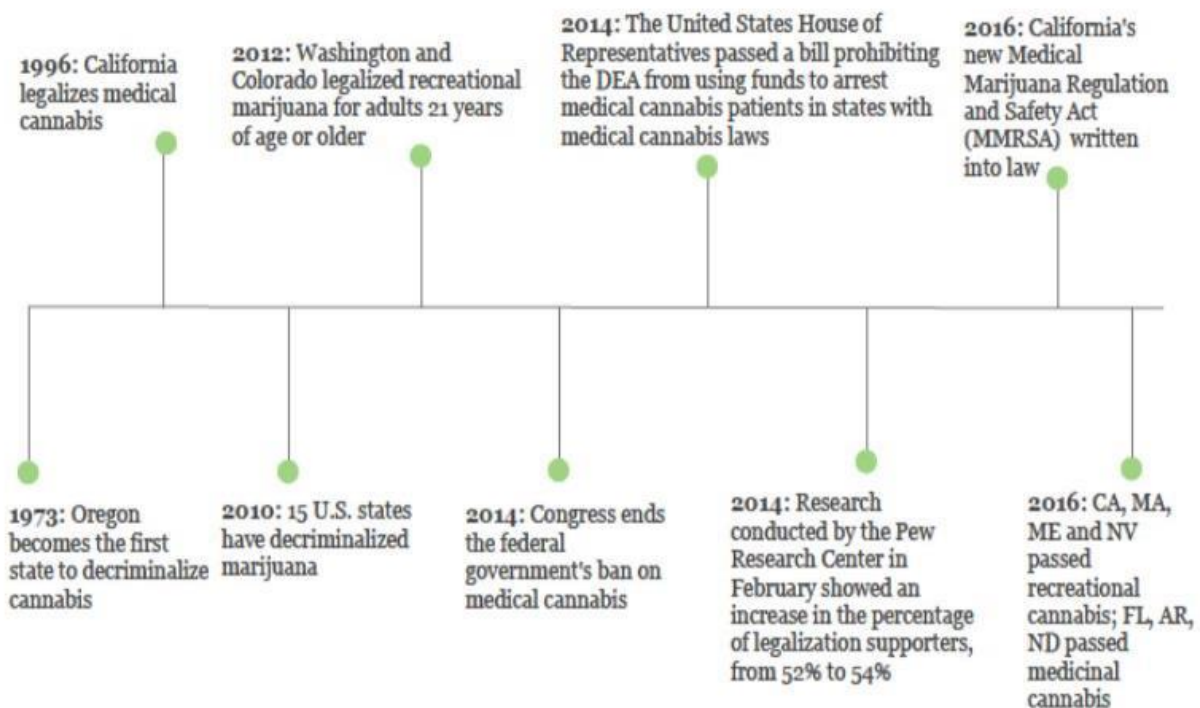 1996: California
legalizes medical
cannabis
2012: Washington and
Colorado legalized recreational
marijuana for adults 21 years
of age or older
2014: The United States House of
Representatives passed a bill prohibiting
the DEA from using funds to arrest
medical cannabis patients in states with
medical cannabis laws
2016: California's
new Medical
Marijuana Regulation
and Safety Act
(MMRSA) written
into law
1973: Oregon
becomes the first
state to decriminalize
cannabis
2010: 15 U.S. states
have decriminalized
marijuana
2014: Congress ends
the federal
government's ban on
medical cannabis
2014: Research
conducted by the Pew
Research Center in
February showed an
increase in the percentage
of legalization supporters,
from 52% to 54%
2016: CA, MA,
ME and NV
passed
recreational
cannabis; FL, AR,
ND passed
medicinal
cannabis